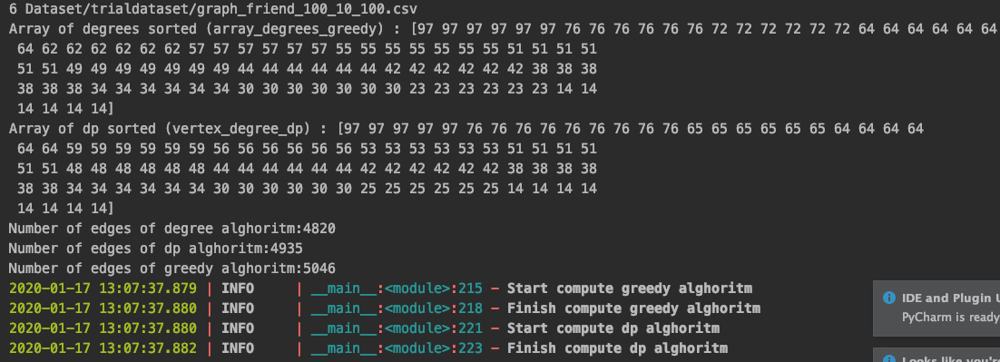 6 Dataset/trialdataset/graph_friend_100_10_100.csv
Array of degrees sorted (array_degrees_greedy) : [97 97 97 97 97 97 76 76 76 76 76 76 72 72 72 72 72 72 64 64 64 64 64 64
 64 62 62 62 62 62 62 57 57 57 57 57 57 55 55 55 55 55 55 55 51 51 51 51
 51 51 49 49 49 49 49 49 49 44 44 44 44 44 44 42 42 42 42 42 42 38 38 38
 38 38 38 34 34 34 34 34 34 30 30 30 30 30 30 30 23 23 23 23 23 23 14 14
 14 14 14 14]
Array of dp sorted (vertex_degree_dp) : [97 97 97 97 97 76 76 76 76 76 76 76 76 76 65 65 65 65 65 65 64 64 64 64
 64 64 59 59 59 59 59 59 56 56 56 56 56 56 53 53 53 53 53 53 51 51 51 51
 51 51 48 48 48 48 48 48 44 44 44 44 44 44 42 42 42 42 42 42 38 38 38 38
 38 38 34 34 34 34 34 34 30 30 30 30 30 30 25 25 25 25 25 25 14 14 14 14
 14 14 14 14]
Number of edges of degree alghoritm:4820
Number of edges of dp alghoritm:4935
Number of edges of greedy alghoritm:5046
2020-01-17 13:07:37.879 | INFO     | __main__:<module>:215 - Start compute greedy alghoritm
2020-01-17 13:07:37.880 | INFO     | __main__:<module>:218 - Finish compute greedy alghoritm
2020-01-17 13:07:37.880 | INFO     | __main__:<module>:221 - Start compute dp alghoritm
2020-01-17 13:07:37.882 | INFO     | __main__:<module>:223 - Finish compute dp alghoritm
IDE and Plugin U
PyCharm is ready
Looks like you're